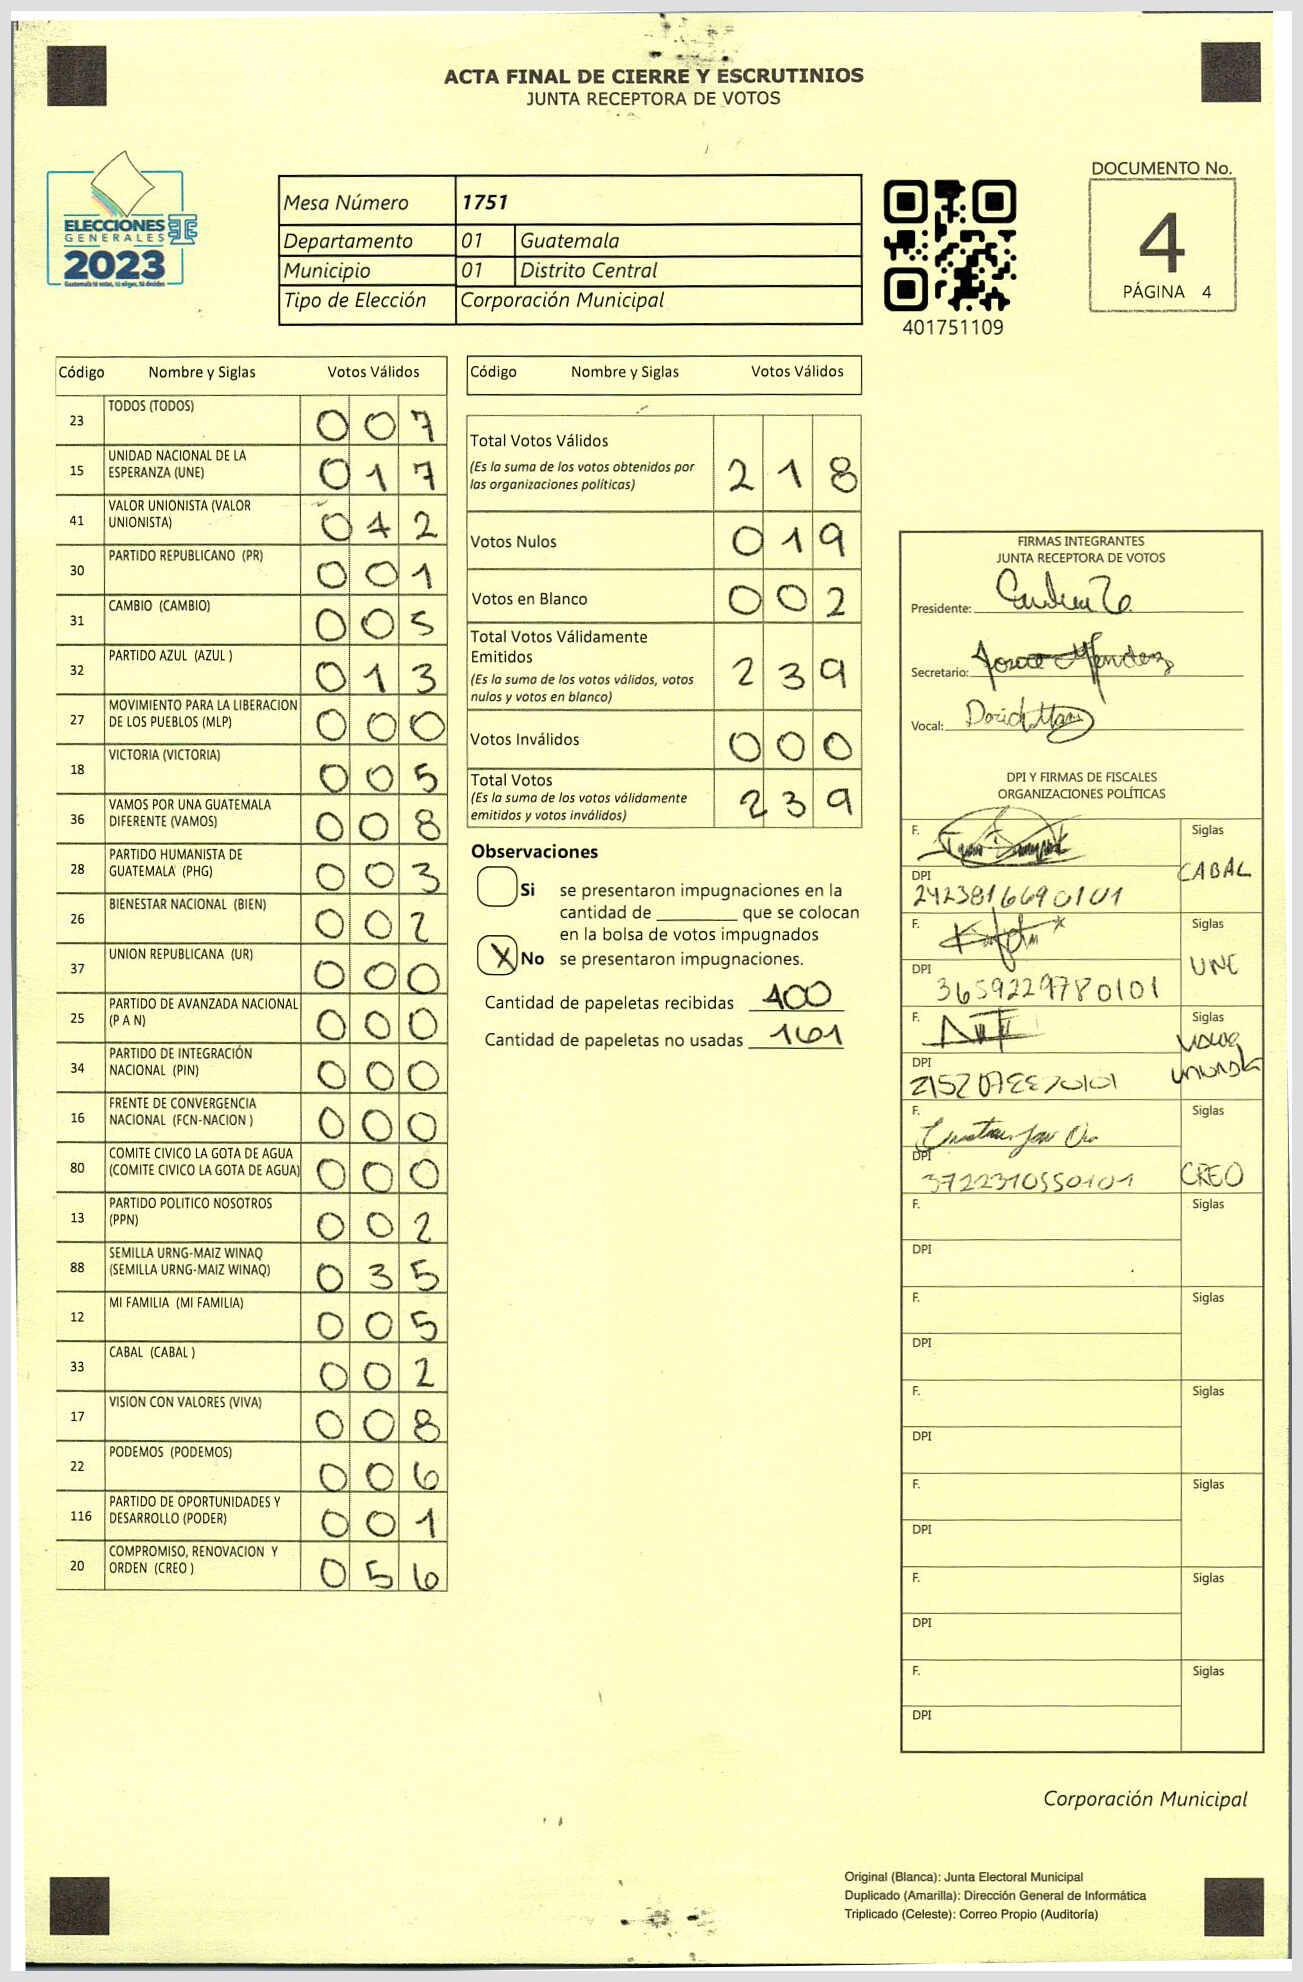 ACTA FINAL DE CIERRE Y ESCRUTINIOS
JUNTA RECEPTORA DE VOTOS
ELECCIONES
GENERALES
2023
Guatemala tú votas, tú eliges, tú decides
Mesa Número 1751
Departamento 01 Guatemala
Municipio 01 Distrito Central
Tipo de Elección Corporación Municipal
401751109
DOCUMENTO No.
4
PÁGINA 4
Código Nombre y Siglas Votos Válidos
23 TODOS (TODOS) 0 0 7
15 UNIDAD NACIONAL DE LA
ESPERANZA (UNE) 0 1 7
41 VALOR UNIONISTA (VALOR
UNIONISTA) 0 4 2
30 PARTIDO REPUBLICANO (PR) 0 0 1
31 CAMBIO (CAMBIO) 0 0 5
32 PARTIDO AZUL (AZUL ) 0 1 3
27 MOVIMIENTO PARA LA LIBERACION
DE LOS PUEBLOS (MLP) 0 0 0
18 VICTORIA (VICTORIA) 0 0 5
36 VAMOS POR UNA GUATEMALA
DIFERENTE (VAMOS) 0 0 8
28 PARTIDO HUMANISTA DE
GUATEMALA (PHG) 0 0 3
26 BIENESTAR NACIONAL (BIEN) 0 0 2
37 UNION REPUBLICANA (UR) 0 0 0
25 PARTIDO DE AVANZADA NACIONAL
(P A N) 0 0 0
34 PARTIDO DE INTEGRACIÓN
NACIONAL (PIN) 0 0 0
16 FRENTE DE CONVERGENCIA
NACIONAL (FCN-NACION ) 0 0 0
80 COMITE CIVICO LA GOTA DE AGUA
(COMITE CIVICO LA GOTA DE AGUA) 0 0 0
13 PARTIDO POLITICO NOSOTROS
(PPN) 0 0 2
88 SEMILLA URNG-MAIZ WINAQ
(SEMILLA URNG-MAIZ WINAQ) 0 3 5
12 MI FAMILIA (MI FAMILIA) 0 0 5
33 CABAL (CABAL ) 0 0 2
17 VISION CON VALORES (VIVA) 0 0 8
22 PODEMOS (PODEMOS) 0 0 6
116 PARTIDO DE OPORTUNIDADES Y
DESARROLLO (PODER) 0 0 1
20 COMPROMISO, RENOVACION Y
ORDEN (CREO ) 0 5 6
Código Nombre y Siglas Votos Válidos
Total Votos Válidos
(Es la suma de los votos obtenidos por
las organizaciones políticas) 2 1 8
Votos Nulos 0 1 9
Votos en Blanco 0 0 2
Total Votos Válidamente
Emitidos
(Es la suma de los votos válidos, votos
nulos y votos en blanco) 2 3 9
Votos Inválidos 0 0 0
Total Votos
(Es la suma de los votos válidamente
emitidos y votos inválidos) 2 3 9
Observaciones
Si se presentaron impugnaciones en la
cantidad de ________ que se colocan
en la bolsa de votos impugnados
X No se presentaron impugnaciones.
Cantidad de papeletas recibidas 400
Cantidad de papeletas no usadas 161
FIRMAS INTEGRANTES
JUNTA RECEPTORA DE VOTOS
Presidente:
Secretario: Mendez
Vocal: David
DPI Y FIRMAS DE FISCALES
ORGANIZACIONES POLÍTICAS
F. Siglas
CABAL
DPI
2423816690101
F. Siglas
UNE
DPI
3659229780101
F. Siglas
Valor
Unionista
DPI
F. Siglas
CREO
DPI
3722310550101
F. Siglas
DPI
F. Siglas
DPI
F. Siglas
DPI
F. Siglas
DPI
F. Siglas
DPI
F. Siglas
DPI
Corporación Municipal
Original (Blanca): Junta Electoral Municipal
Duplicado (Amarilla): Dirección General de Informática
Triplicado (Celeste): Correo Propio (Auditoría)